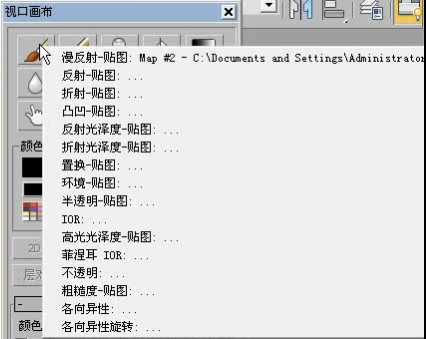 视口画布
漫反射-贴图: Map #2 - C:\Documents and Settings\Administrator
反射-贴图: ...
折射-贴图: ...
凸凹-贴图: ...
反射光泽度-贴图: ...
折射光泽度-贴图: ...
颜色
置换-贴图: ...
环境-贴图: ...
半透明-贴图: ...
IOR: ...
高光光泽度-贴图: ...
2D
菲涅耳 IOR: ...
不透明: ...
粗糙度-贴图: ...
各向异性: ...
颜色
各向异性旋转: ...